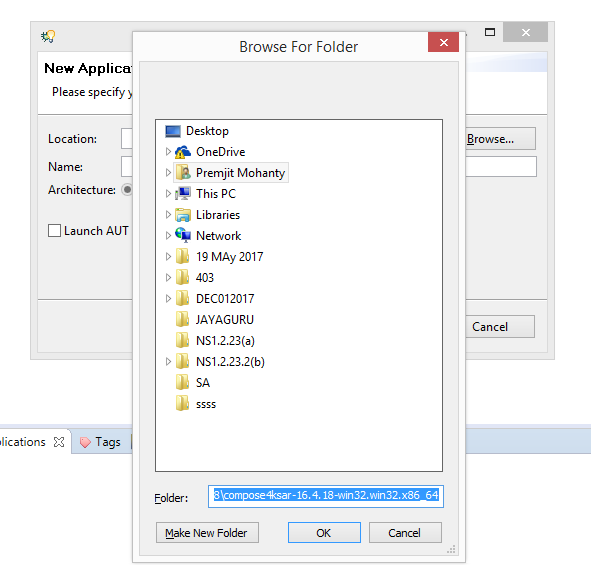 Browse For Folder
New Applica
Please specify y
Location:
Browse...
Name:
Architecture:
Launch AUT
Cancel
Desktop
OneDrive
Premjit Mohanty
This PC
Libraries
Network
19 MAy 2017
403
DEC012017
JAYAGURU
NS1.2.23(a)
NS1.2.23.2(b)
SA
ssss
plications
Tags
Folder:
8\compose4ksar-16.4.18-win32.win32.x86_64
Make New Folder
OK
Cancel